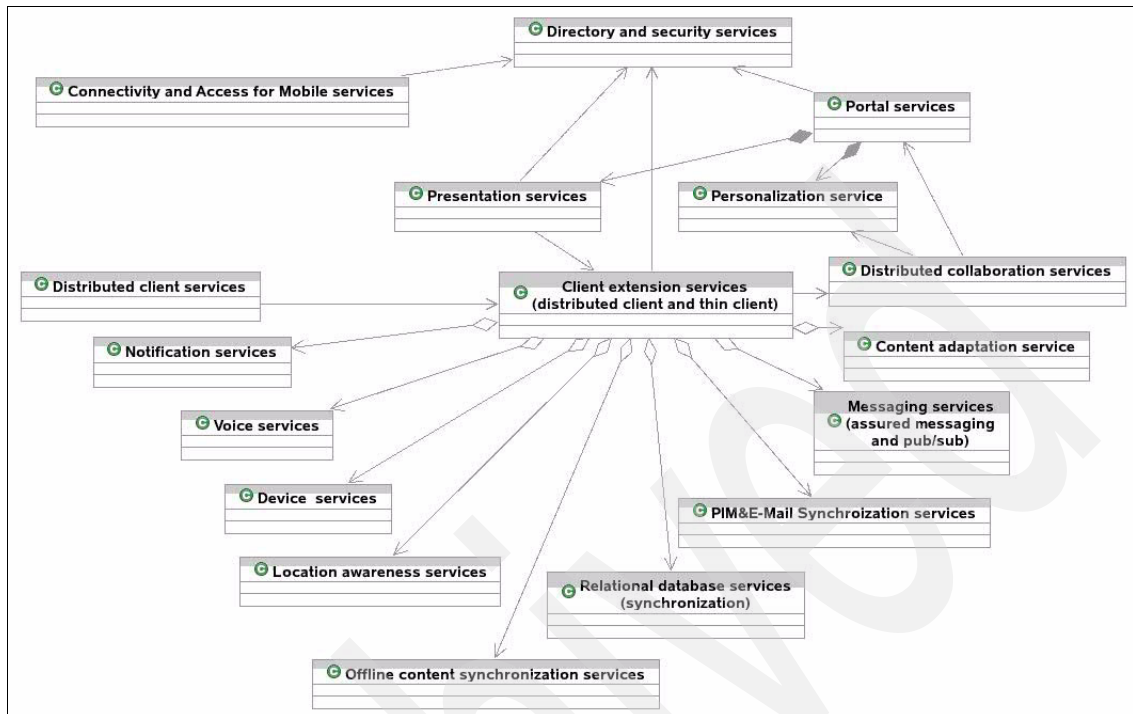 Directory and security services
Connectivity and Access for Mobile services
Portal services
Presentation services
Personalization service
Distributed client services
Client extension services
(distributed client and thin client)
Distributed collaboration services
Notification services
Content adaptation service
Voice services
Messaging services
(assured messaging
and pub/sub)
Device services
PIM&E-Mail Synchroization services
Location awareness services
Relational database services
(synchronization)
Offline content synchronization services